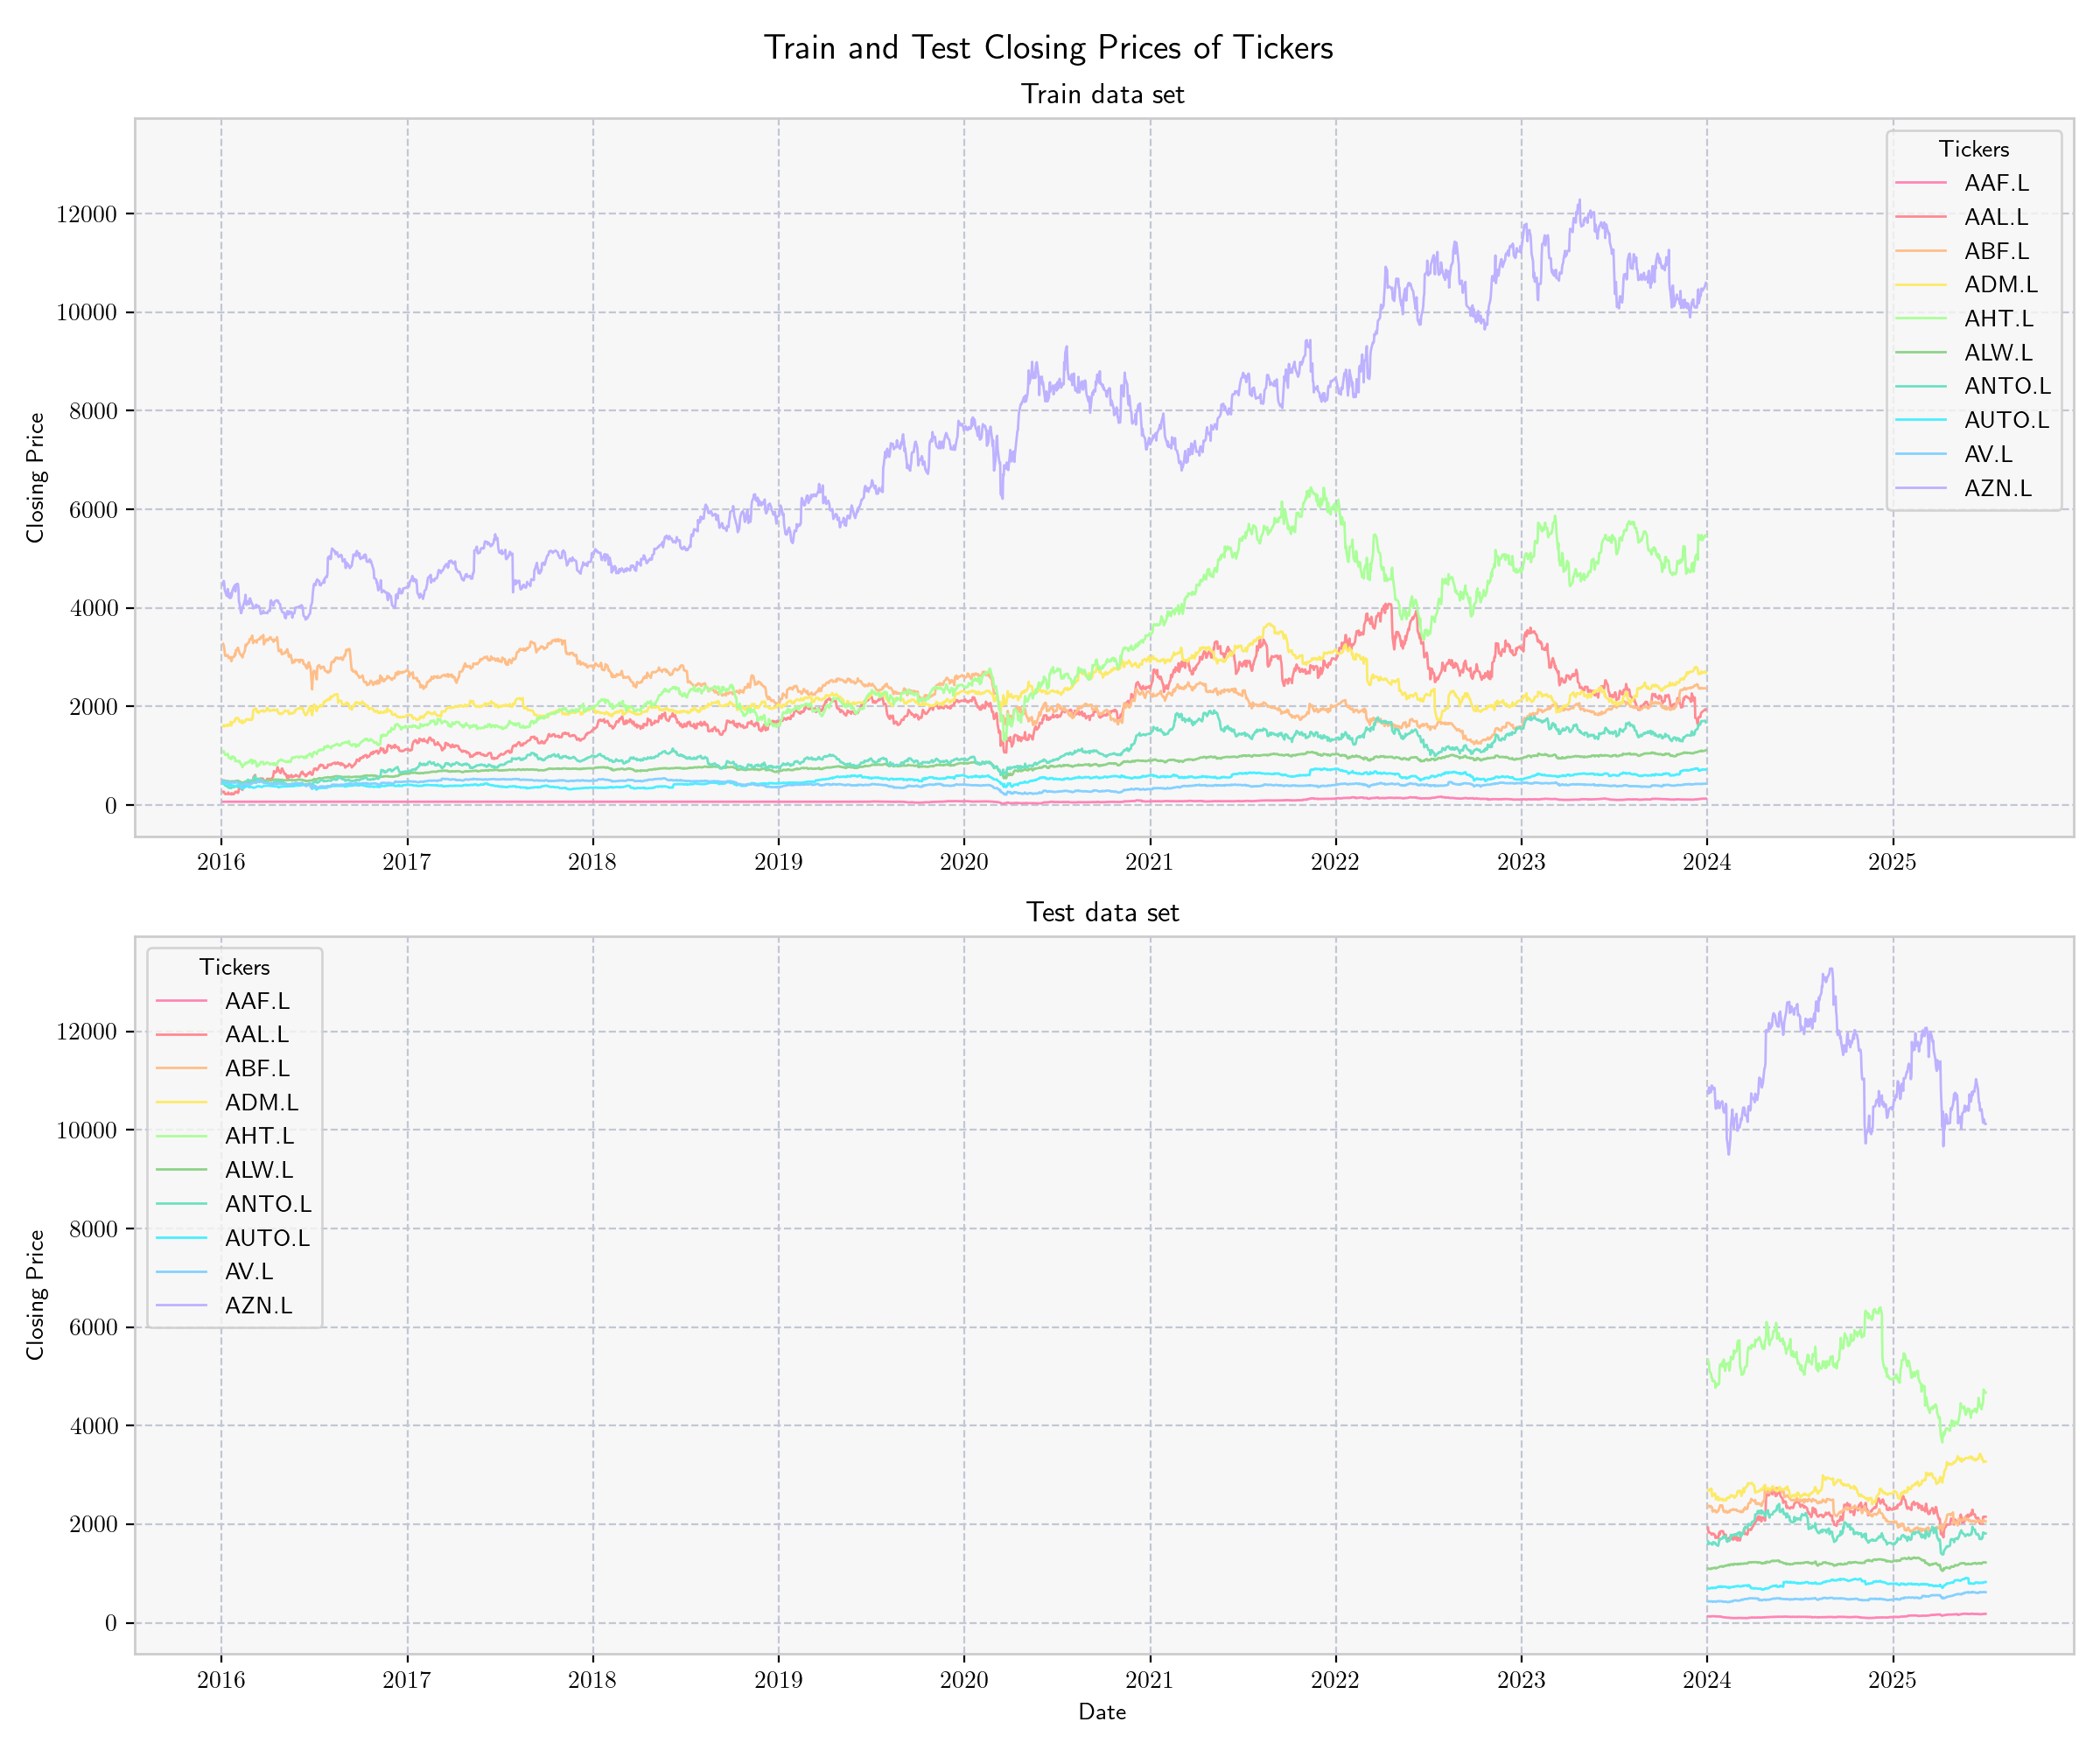 Train and Test Closing Prices of Tickers
Train data set
Closing Price
12000
10000
8000
6000
4000
2000
0
Tickers
AAF.L
AAL.L
ABF.L
ADM.L
AHT.L
ALW.L
ANTO.L
AUTO.L
AV.L
AZN.L
2016 2017 2018 2019 2020 2021 2022 2023 2024 2025
Test data set
Closing Price
12000
10000
8000
6000
4000
2000
0
Tickers
AAF.L
AAL.L
ABF.L
ADM.L
AHT.L
ALW.L
ANTO.L
AUTO.L
AV.L
AZN.L
2016 2017 2018 2019 2020 2021 2022 2023 2024 2025
Date